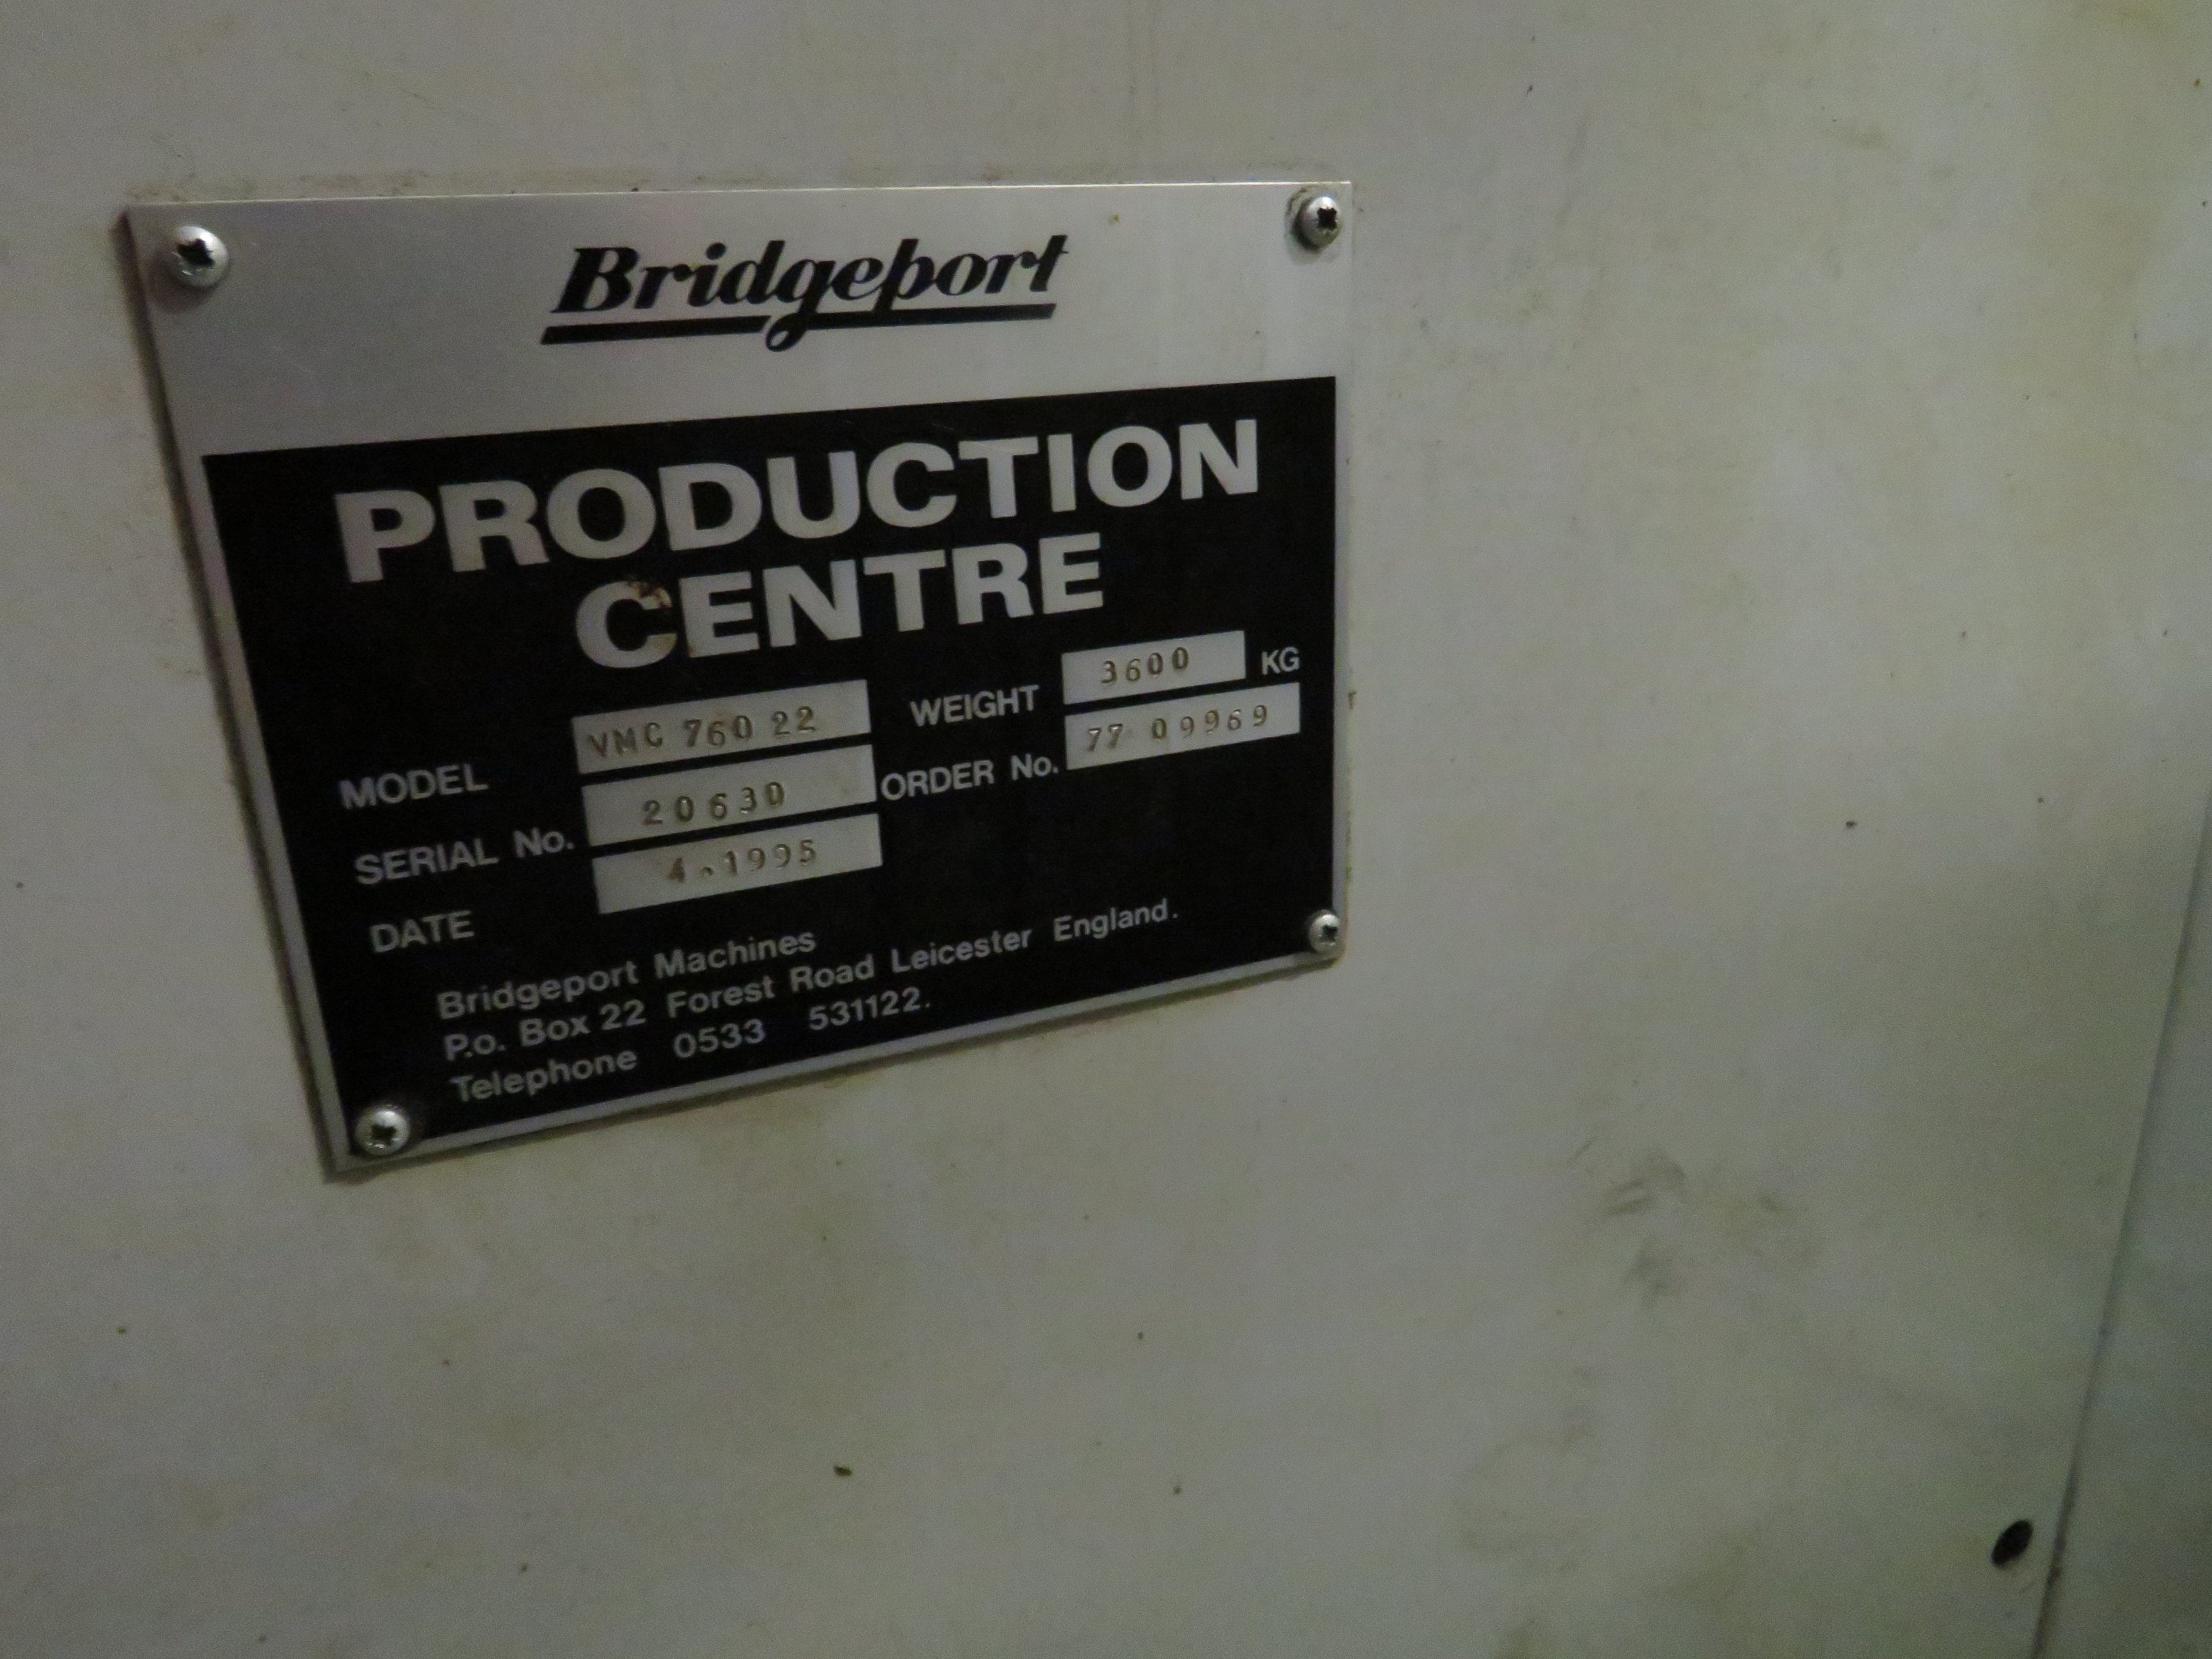 Bridgeport
PRODUCTION
CENTRE
MODEL VMC 760 22 WEIGHT 3600 KG
SERIAL No. 20630 ORDER No. 77 09969
DATE 4.1995
Bridgeport Machines
P.o. Box 22 Forest Road Leicester England.
Telephone 0533 531122.